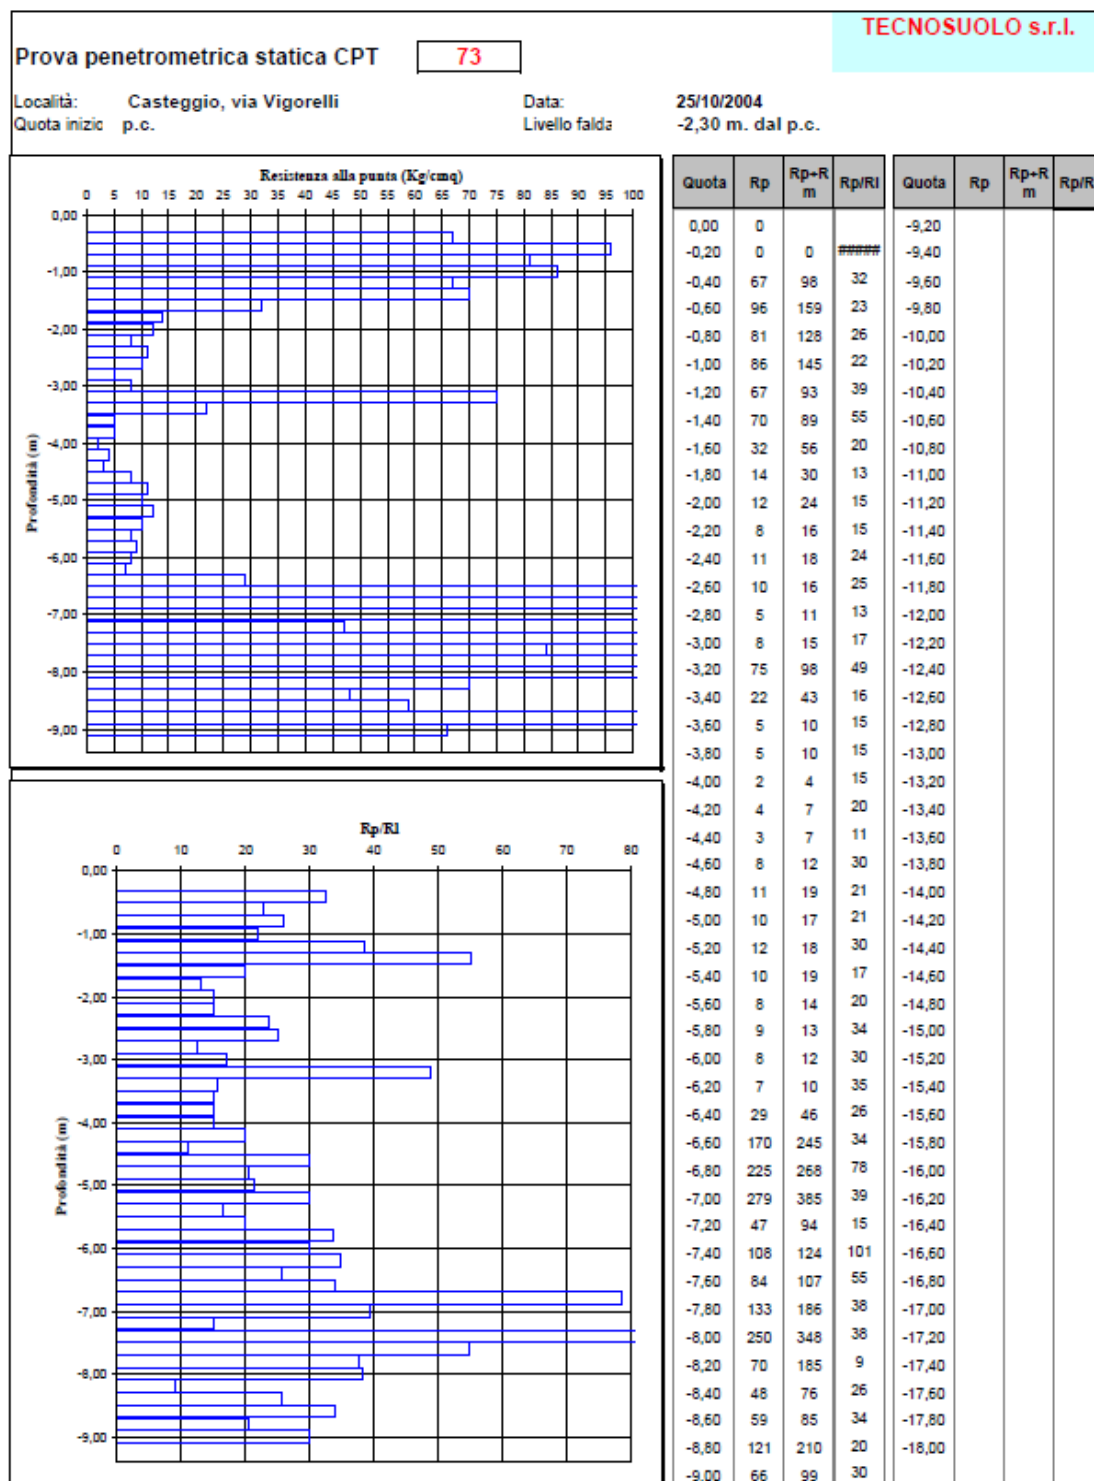 TECNOSUOLO s.r.l.
Prova penetrometrica statica CPT 73
Località: Casteggio, via Vigorelli Data: 25/10/2004
Quota inizio p.c. Livello falda -2,30 m. dal p.c.
Resistenza alla punta (Kg/cmq)
0 5 10 15 20 25 30 35 40 45 50 55 60 65 70 75 80 85 90 95 100
0,00
-1,00
-2,00
-3,00
-4,00
-5,00
-6,00
-7,00
-8,00
-9,00
Profondità (m)
Rp/Rl
0 10 20 30 40 50 60 70 80
0,00
-1,00
-2,00
-3,00
-4,00
-5,00
-6,00
-7,00
-8,00
-9,00
Profondità (m)
Quota Rp Rp+Rm Rp/Rl Quota Rp Rp+Rm Rp/R
0,00 0 -9,20
-0,20 0 0 ##### -9,40
-0,40 67 98 32 -9,60
-0,60 96 159 23 -9,80
-0,80 81 128 26 -10,00
-1,00 86 145 22 -10,20
-1,20 67 93 39 -10,40
-1,40 70 89 55 -10,60
-1,60 32 56 20 -10,80
-1,80 14 30 13 -11,00
-2,00 12 24 15 -11,20
-2,20 8 16 15 -11,40
-2,40 11 18 24 -11,60
-2,60 10 16 25 -11,80
-2,80 5 11 13 -12,00
-3,00 8 15 17 -12,20
-3,20 75 98 49 -12,40
-3,40 22 43 16 -12,60
-3,60 5 10 15 -12,80
-3,80 5 10 15 -13,00
-4,00 2 4 15 -13,20
-4,20 4 7 20 -13,40
-4,40 3 7 11 -13,60
-4,60 8 12 30 -13,80
-4,80 11 19 21 -14,00
-5,00 10 17 21 -14,20
-5,20 12 18 30 -14,40
-5,40 10 19 17 -14,60
-5,60 8 14 20 -14,80
-5,80 9 13 34 -15,00
-6,00 8 12 30 -15,20
-6,20 7 10 35 -15,40
-6,40 29 46 26 -15,60
-6,60 170 245 34 -15,80
-6,80 225 268 78 -16,00
-7,00 279 385 39 -16,20
-7,20 47 94 15 -16,40
-7,40 108 124 101 -16,60
-7,60 84 107 55 -16,80
-7,80 133 186 38 -17,00
-8,00 250 348 38 -17,20
-8,20 70 185 9 -17,40
-8,40 48 76 26 -17,60
-8,60 59 85 34 -17,80
-8,80 121 210 20 -18,00
-9,00 66 99 30